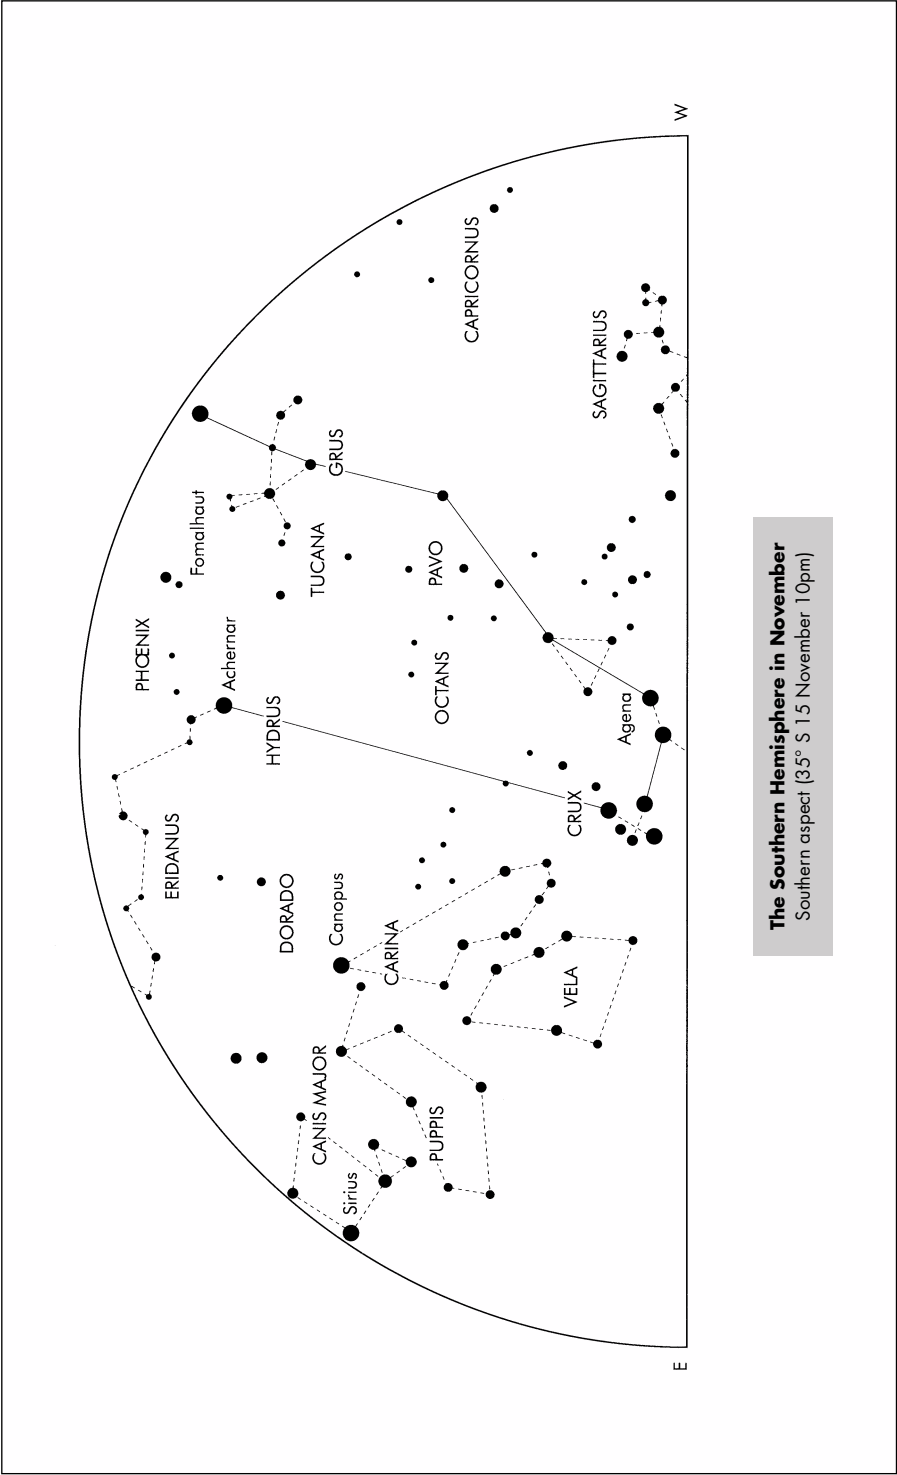 W
CAPRICORNUS
SAGITTARIUS
GRUS
Fomalhaut
TUCANA
PAVO
PHŒNIX
Achernar
OCTANS
HYDRUS
Agena
CRUX
ERIDANUS
DORADO
Canopus
CARINA
VELA
CANIS MAJOR
PUPPIS
Sirius
E
The Southern Hemisphere in November
Southern aspect (35° S 15 November 10pm)